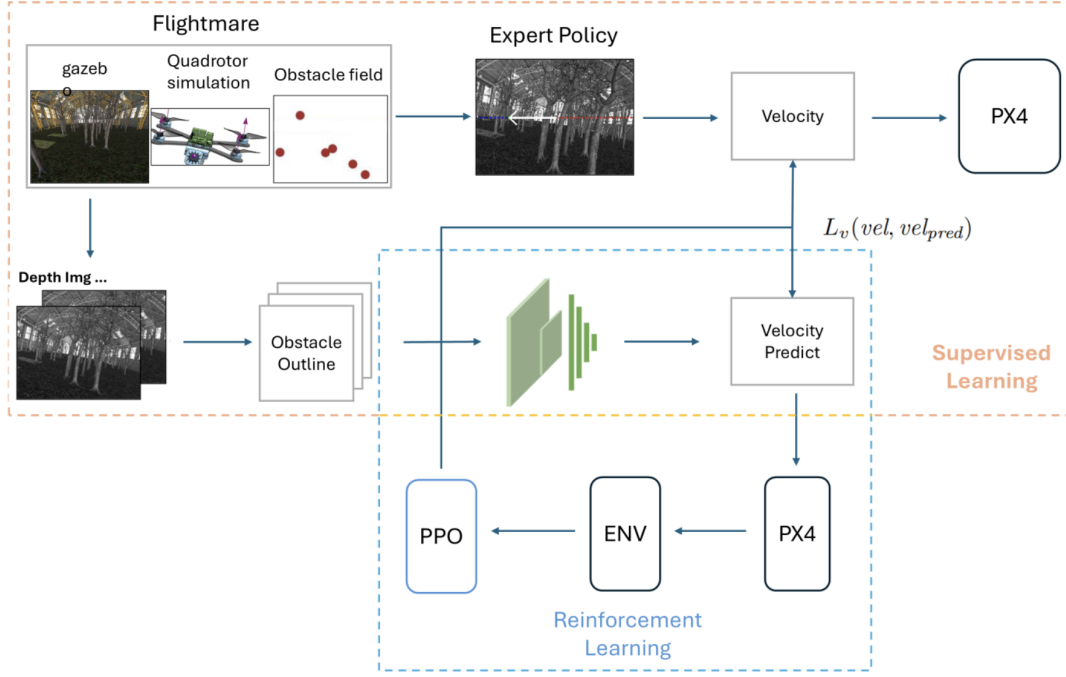 Flightmare
Expert Policy
gazeb
o
Quadrotor
simulation
Obstacle field
Velocity
PX4
L_v(vel, vel_pred)
Depth Img ...
Obstacle
Outline
Velocity
Predict
Supervised
Learning
PPO
ENV
PX4
Reinforcement
Learning